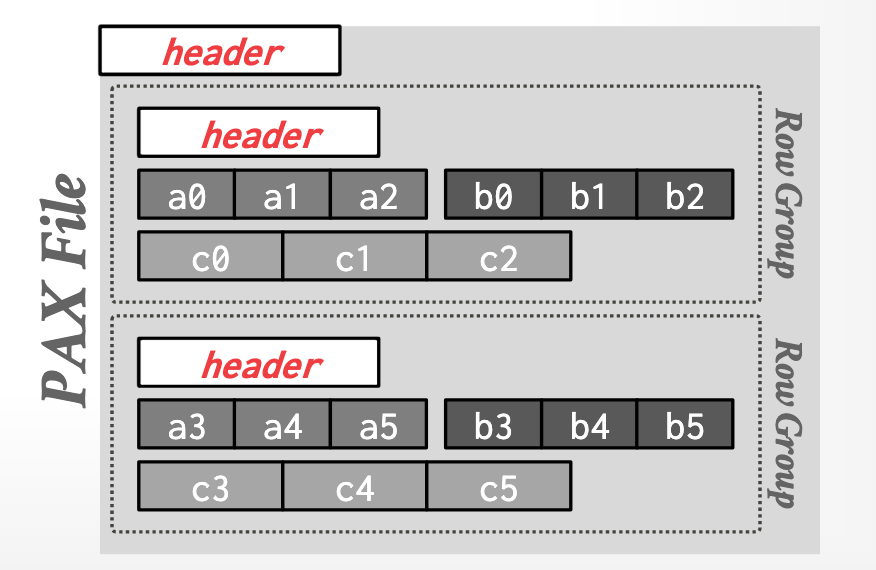 PAX File
header
Row Group
header
a0 a1 a2 b0 b1 b2
c0 c1 c2
Row Group
header
a3 a4 a5 b3 b4 b5
c3 c4 c5